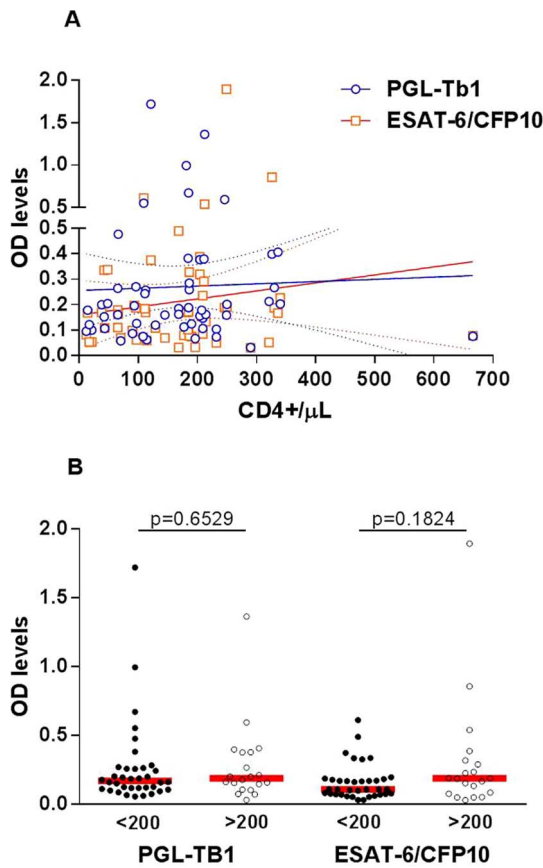 A
2.0
1.5
1.0
0.5
0.5
0.4
0.3
0.2
0.1
0.0
OD levels
PGL-Tb1
ESAT-6/CFP10
0 100 200 300 400 500 600 700
CD4+/μL
B
p=0.6529 p=0.1824
2.0
1.5
1.0
0.5
0.0
OD levels
<200 >200 <200 >200
PGL-TB1 ESAT-6/CFP10